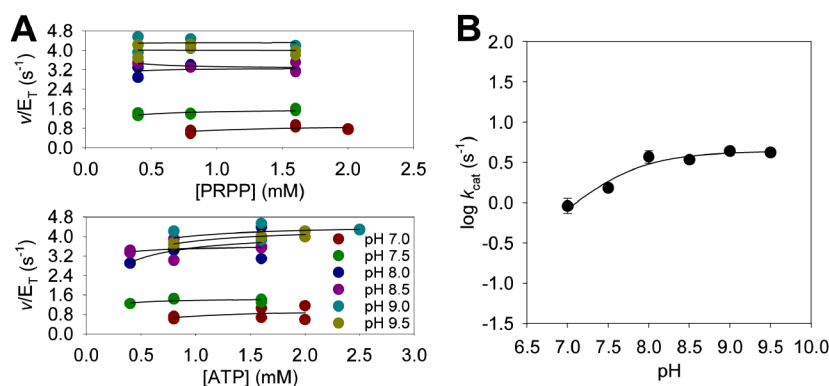 A
v/E_T (s⁻¹)
4.8
4.0
3.2
2.4
1.6
0.8
0.0
0.0 0.5 1.0 1.5 2.0 2.5
[PRPP] (mM)
v/E_T (s⁻¹)
4.8
4.0
3.2
2.4
1.6
0.8
0.0
pH 7.0
pH 7.5
pH 8.0
pH 8.5
pH 9.0
pH 9.5
0.0 0.5 1.0 1.5 2.0 2.5 3.0
[ATP] (mM)
B
log k_cat (s⁻¹)
2.0
1.5
1.0
0.5
0.0
-0.5
-1.0
-1.5
6.5 7.0 7.5 8.0 8.5 9.0 9.5 10.0
pH